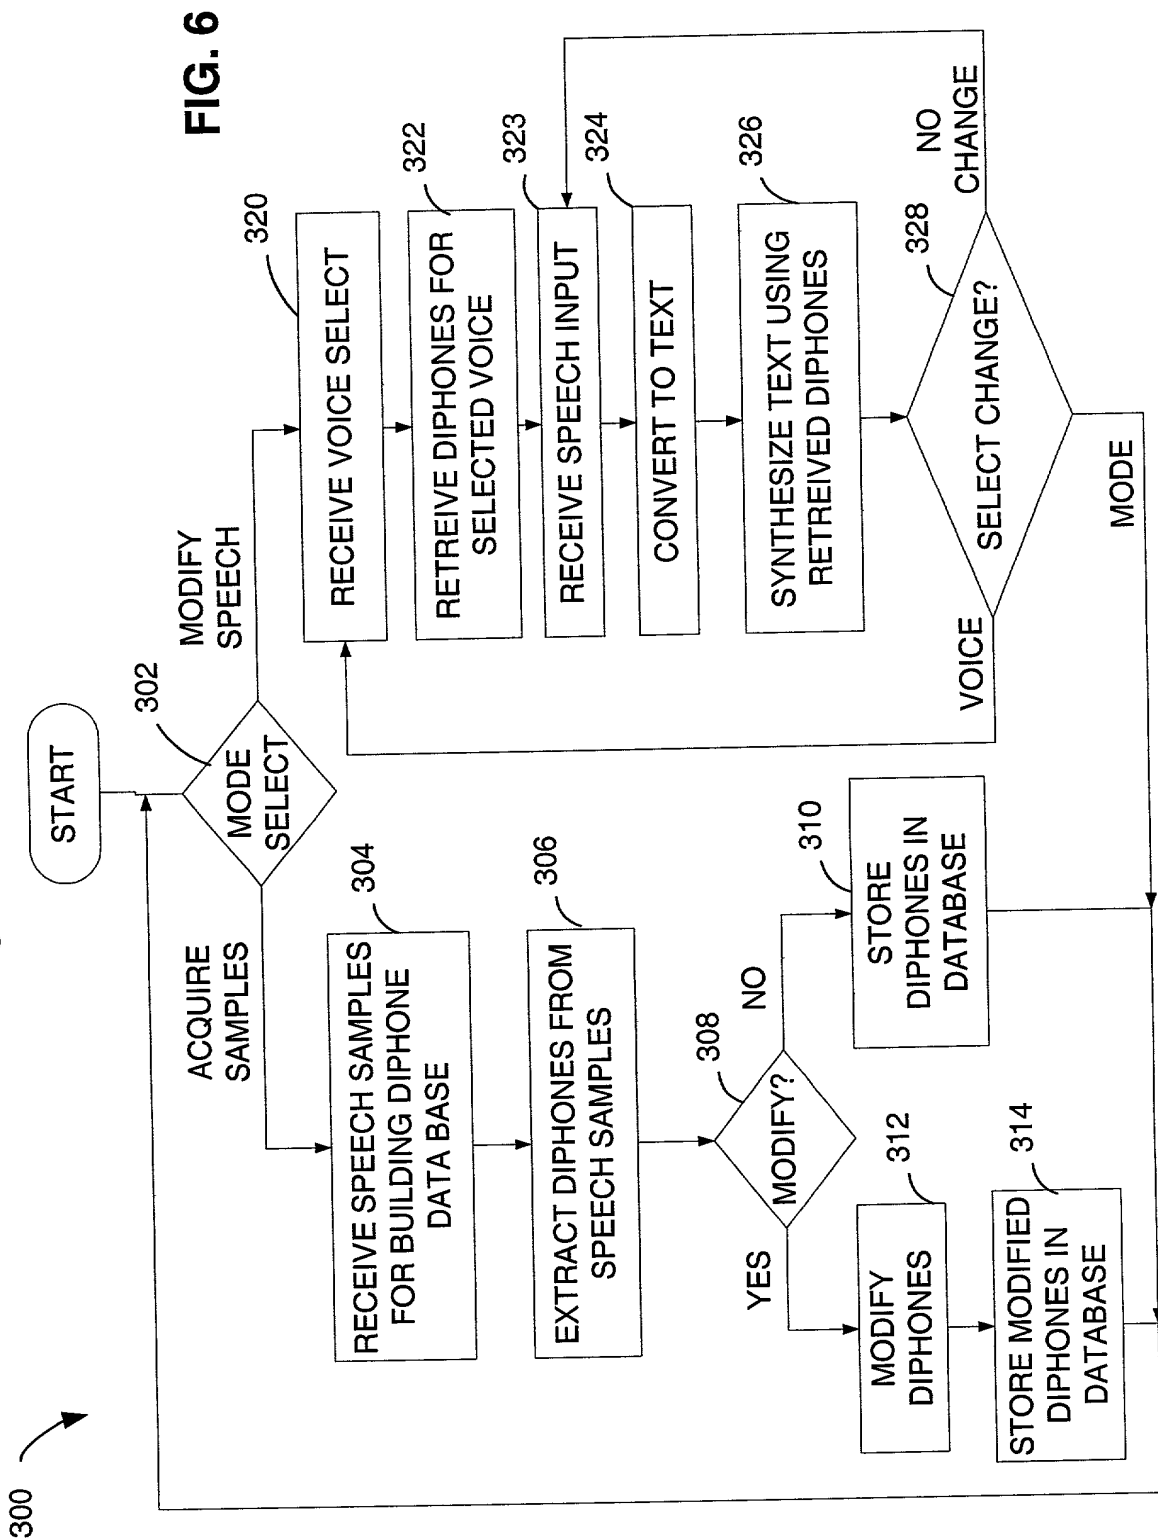 FIG. 6
300
START
302
MODE
SELECT
ACQUIRE
SAMPLES
MODIFY
SPEECH
304
RECEIVE SPEECH SAMPLES
FOR BUILDING DIPHONE
DATA BASE
306
EXTRACT DIPHONES FROM
SPEECH SAMPLES
308
MODIFY?
YES
NO
310
STORE
DIPHONES IN
DATABASE
312
MODIFY
DIPHONES
314
STORE MODIFIED
DIPHONES IN
DATABASE
320
RECEIVE VOICE SELECT
322
RETREIVE DIPHONES FOR
SELECTED VOICE
323
RECEIVE SPEECH INPUT
324
CONVERT TO TEXT
326
SYNTHESIZE TEXT USING
RETREIVED DIPHONES
328
SELECT CHANGE?
VOICE
NO
CHANGE
MODE